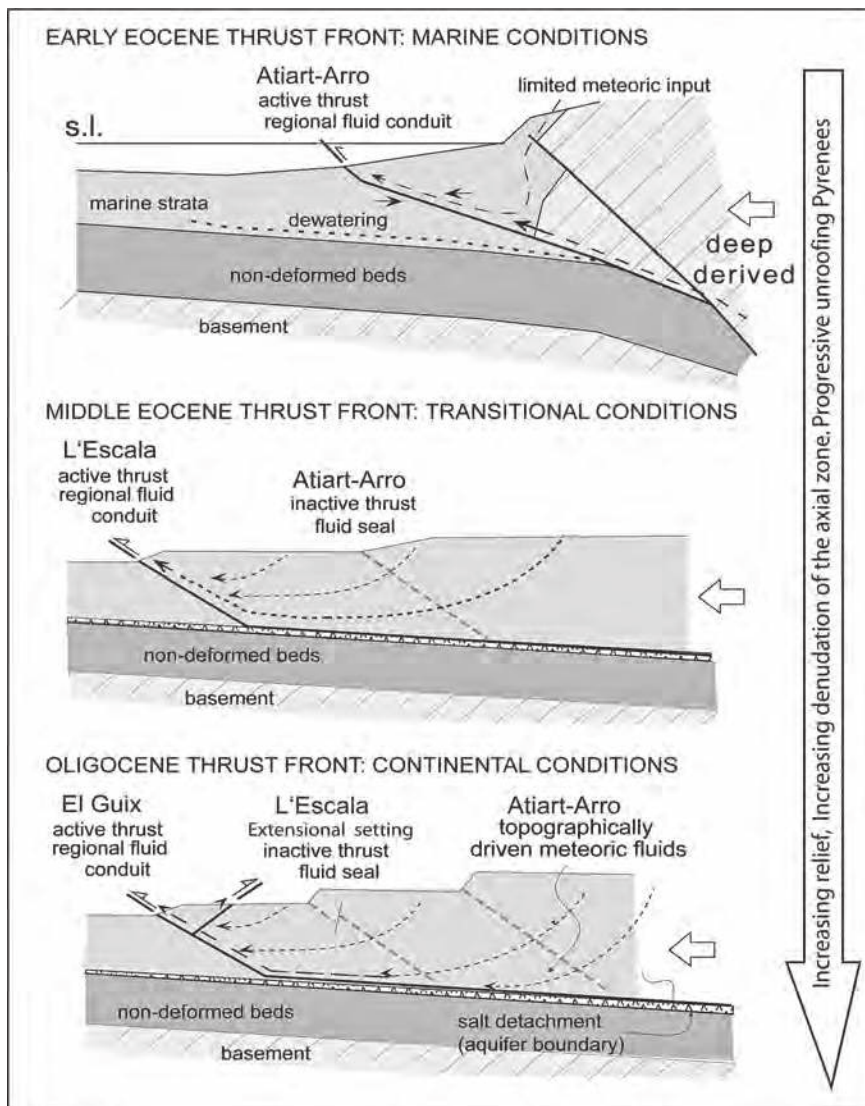 EARLY EOCENE THRUST FRONT: MARINE CONDITIONS
Atiart-Arro
active thrust
regional fluid conduit
limited meteoric input
s.l.
marine strata
dewatering
deep
derived
non-deformed beds
basement
MIDDLE EOCENE THRUST FRONT: TRANSITIONAL CONDITIONS
L'Escala
active thrust
regional fluid
conduit
Atiart-Arro
inactive thrust
fluid seal
non-deformed beds
basement
OLIGOCENE THRUST FRONT: CONTINENTAL CONDITIONS
El Guix
active thrust
regional fluid
conduit
L'Escala
Extensional setting
inactive thrust
fluid seal
Atiart-Arro
topographically
driven meteoric fluids
non-deformed beds
basement
salt detachment
(aquifer boundary)
Increasing relief, Increasing denudation of the axial zone, Progressive unroofing Pyrenees